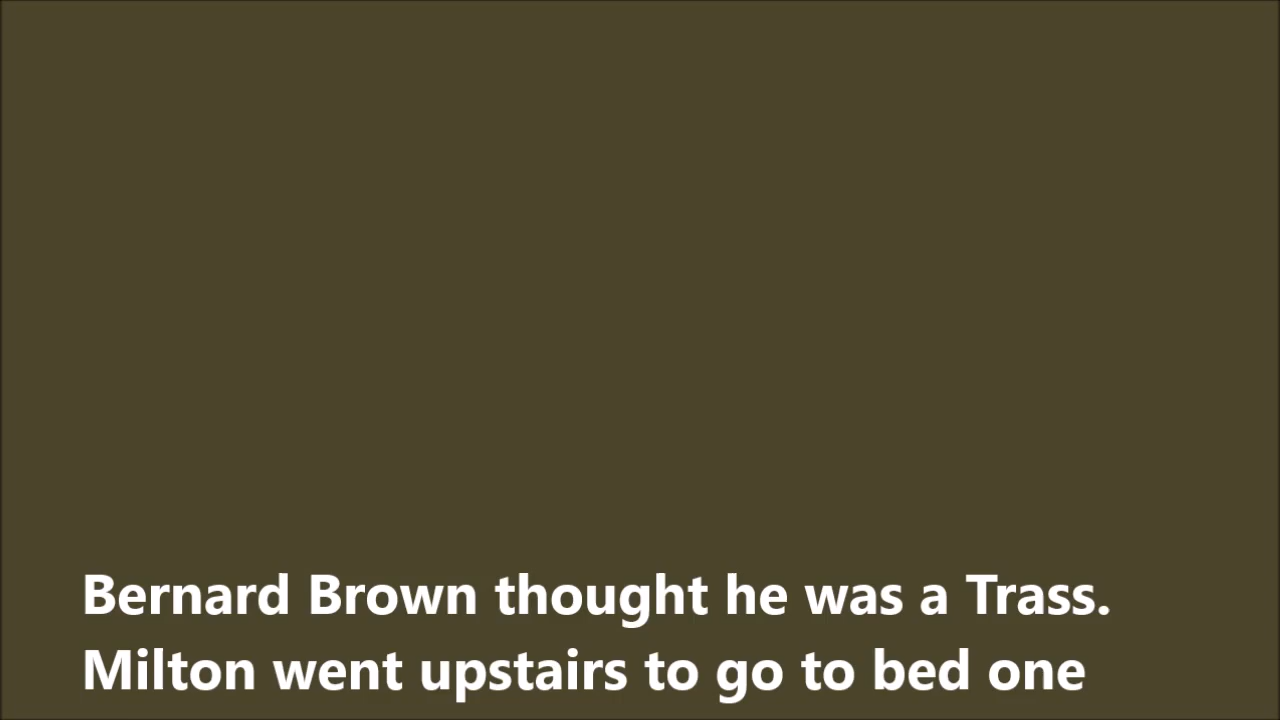 Bernard Brown thought he was a Trass.
Milton went upstairs to go to bed one